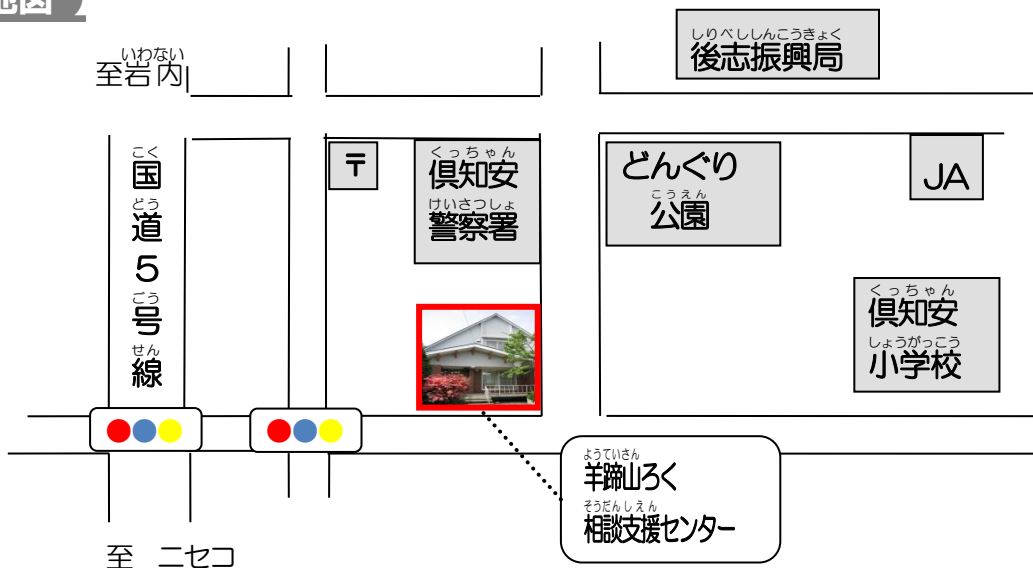 地図
しりべししんこうきょく
後志振興局
いわない
至岩内
こく
国
どう
道
5
ごう
号
せん
線
〒
くっちゃん
倶知安
けいさつしょ
警察署
どんぐり
こうえん
公園
JA
くっちゃん
倶知安
しょうがっこう
小学校
ようていさん
羊蹄山ろく
そうだんしえん
相談支援センター
至 ニセコ